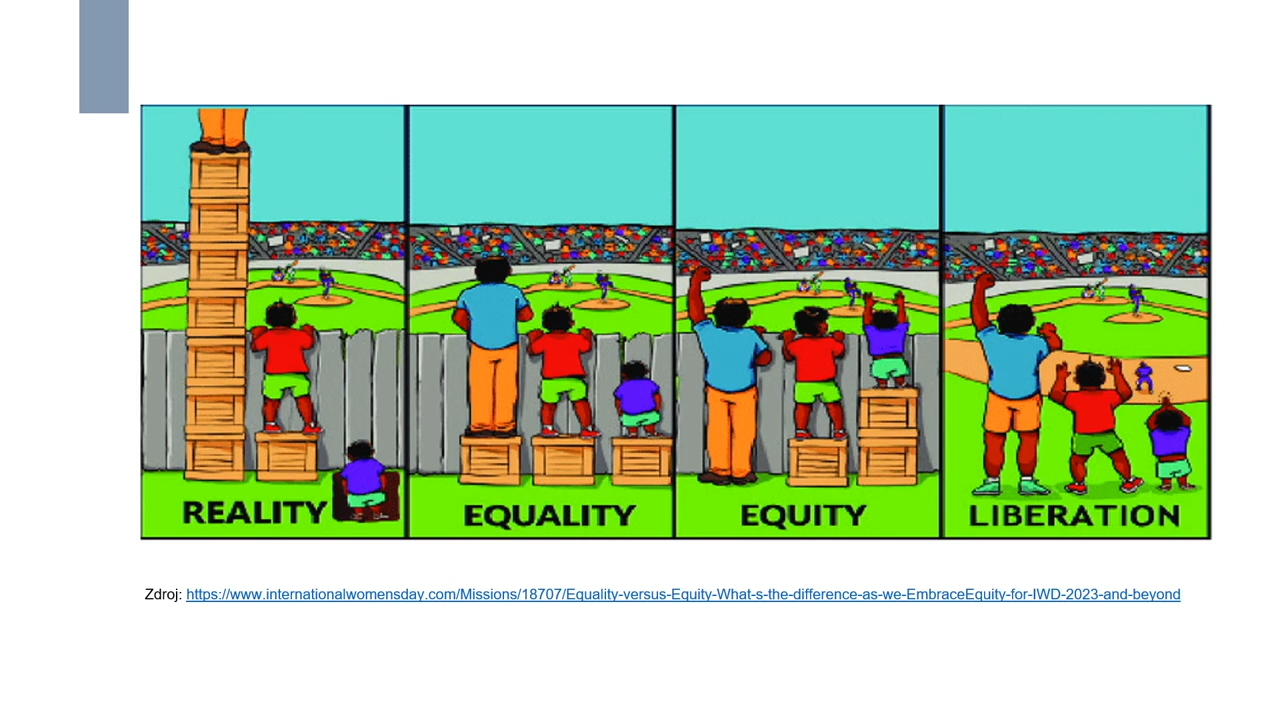 REALITY
EQUALITY
EQUITY
LIBERATION
Zdroj: https://www.internationalwomensday.com/Missions/18707/Equality-versus-Equity-What-s-the-difference-as-we-EmbraceEquity-for-IWD-2023-and-beyond